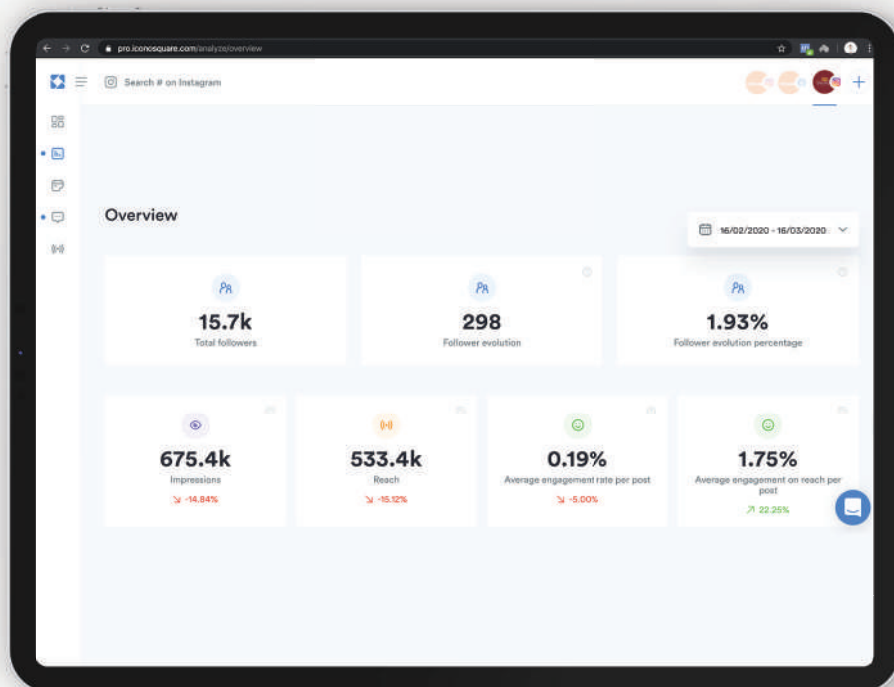 pro.iconosquare.com/analyze/overview
Search # on Instagram
Overview
16/02/2020 - 16/03/2020
15.7k
Total followers
298
Follower evolution
1.93%
Follower evolution percentage
675.4k
Impressions
-14.84%
533.4k
Reach
-15.12%
0.19%
Average engagement rate per post
-5.00%
1.75%
Average engagement on reach per
post
22.25%